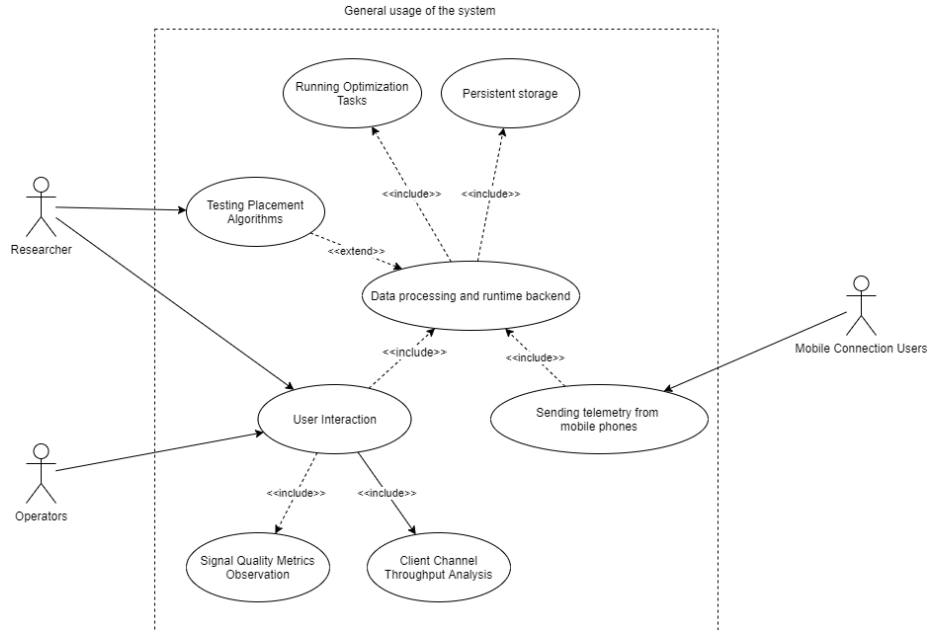 General usage of the system
Running Optimization
Tasks
Persistent storage
<<include>>
<<include>>
Testing Placement
Algorithms
Researcher
<<extend>>
Data processing and runtime backend
Mobile Connection Users
<<include>>
<<include>>
User Interaction
Sending telemetry from
mobile phones
Operators
<<include>>
<<include>>
Signal Quality Metrics
Observation
Client Channel
Throughput Analysis